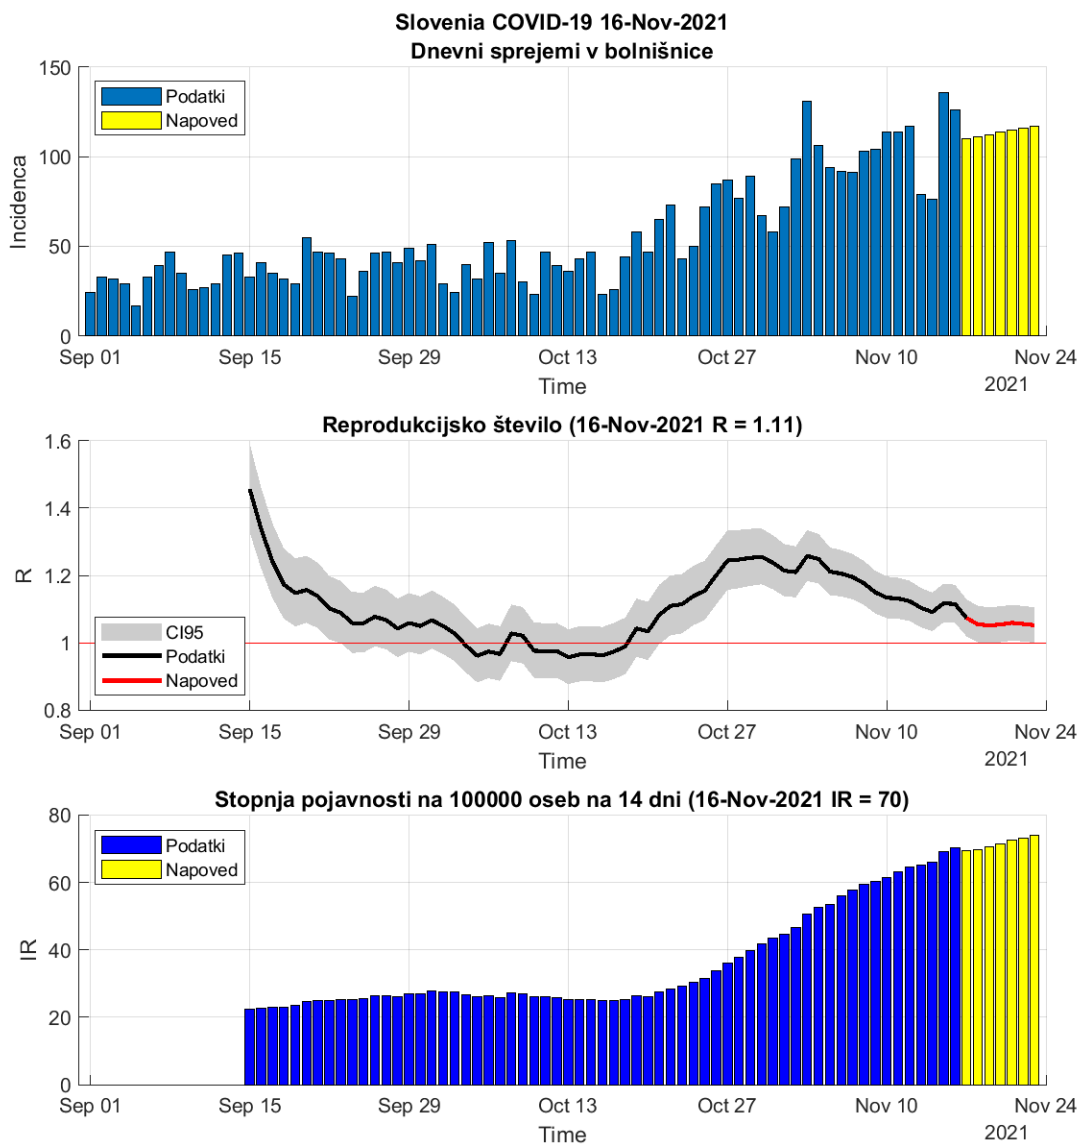 Slovenia COVID-19 16-Nov-2021
Dnevni sprejemi v bolnišnice
150
100
50
0
Incidenca
Podatki
Napoved
Sep 01 Sep 15 Sep 29 Oct 13 Oct 27 Nov 10 Nov 24
Time
2021
Reprodukcijsko število (16-Nov-2021 R = 1.11)
1.6
1.4
1.2
1
0.8
R
CI95
Podatki
Napoved
Sep 01 Sep 15 Sep 29 Oct 13 Oct 27 Nov 10 Nov 24
Time
2021
Stopnja pojavnosti na 100000 oseb na 14 dni (16-Nov-2021 IR = 70)
80
60
40
20
0
IR
Podatki
Napoved
Sep 01 Sep 15 Sep 29 Oct 13 Oct 27 Nov 10 Nov 24
Time
2021